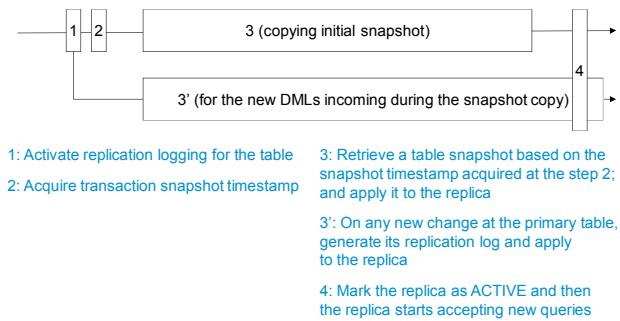 1
2
3 (copying initial snapshot)
4
3' (for the new DMLs incoming during the snapshot copy)
1: Activate replication logging for the table
2: Acquire transaction snapshot timestamp
3: Retrieve a table snapshot based on the
snapshot timestamp acquired at the step 2;
and apply it to the replica
3': On any new change at the primary table,
generate its replication log and apply
to the replica
4: Mark the replica as ACTIVE and then
the replica starts accepting new queries